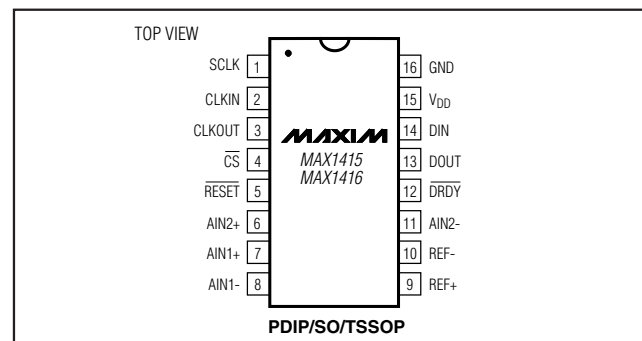 TOP VIEW
SCLK 1 16 GND
CLKIN 2 15 VDD
CLKOUT 3 14 DIN
MAXIM
CS 4 13 DOUT
MAX1415
MAX1416
RESET 5 12 DRDY
AIN2+ 6 11 AIN2-
AIN1+ 7 10 REF-
AIN1- 8 9 REF+
PDIP/SO/TSSOP